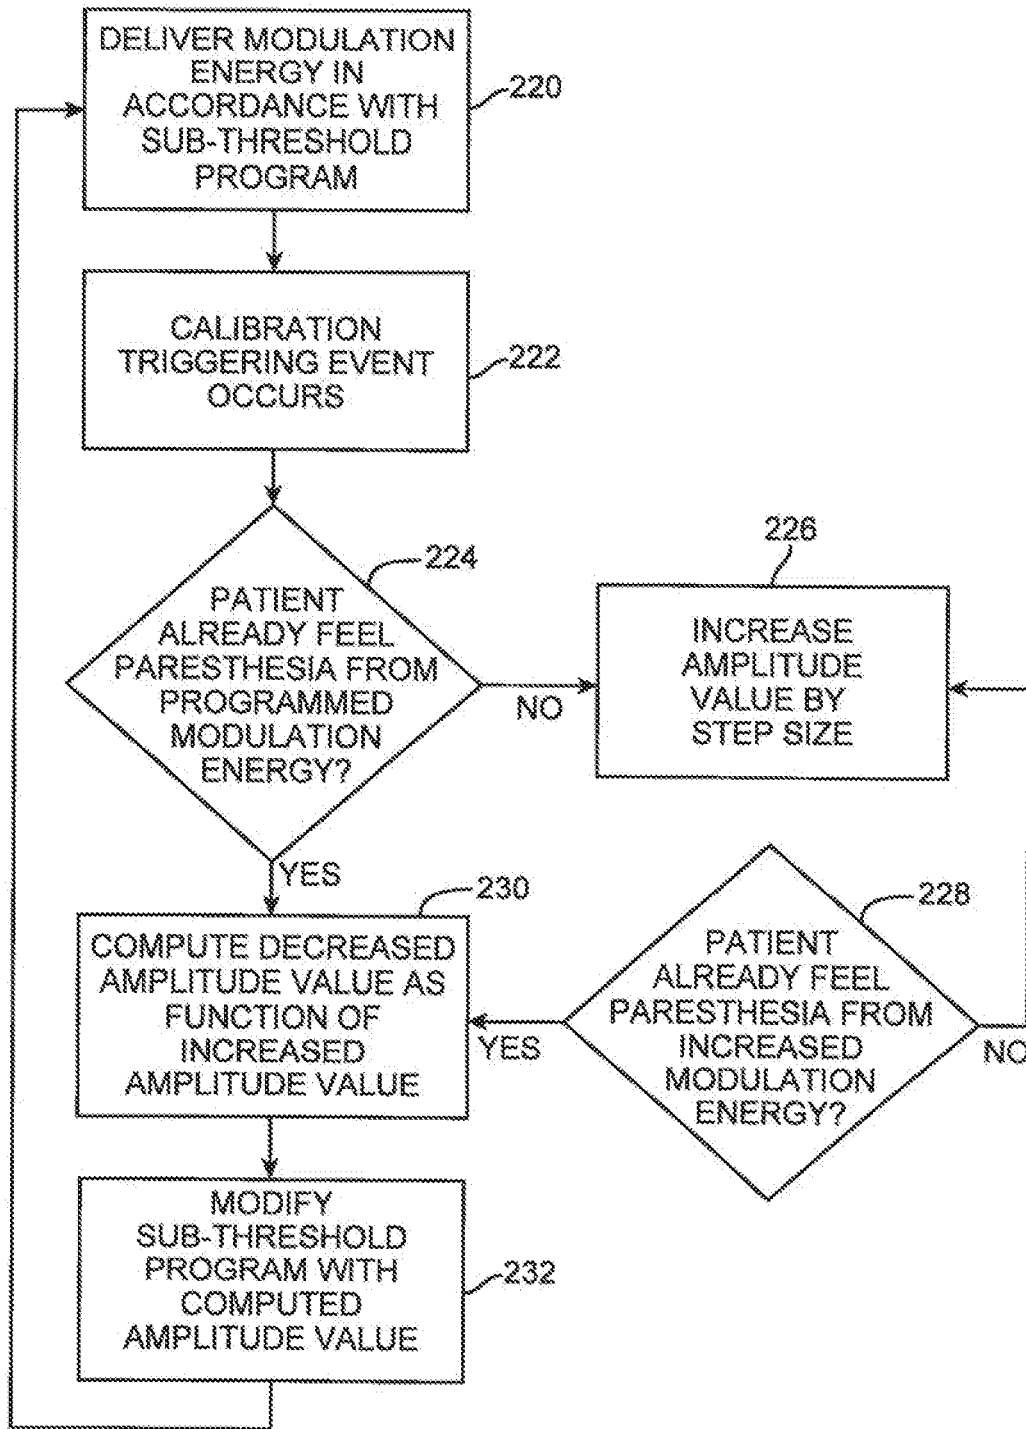 DELIVER MODULATION
ENERGY IN
ACCORDANCE WITH
SUB-THRESHOLD
PROGRAM
220
CALIBRATION
TRIGGERING EVENT
OCCURS
222
224
PATIENT
ALREADY FEEL
PARESTHESIA FROM
PROGRAMMED
MODULATION
ENERGY?
NO
YES
226
INCREASE
AMPLITUDE
VALUE BY
STEP SIZE
228
PATIENT
ALREADY FEEL
PARESTHESIA FROM
INCREASED
MODULATION
ENERGY?
YES
NO
230
COMPUTE DECREASED
AMPLITUDE VALUE AS
FUNCTION OF
INCREASED
AMPLITUDE VALUE
MODIFY
SUB-THRESHOLD
PROGRAM WITH
COMPUTED
AMPLITUDE VALUE
232